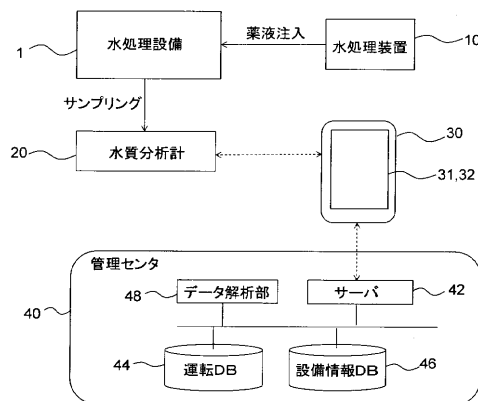 1
水処理設備
薬液注入
水処理装置
10
サンプリング
20
水質分析計
30
31,32
管理センタ
40
48
データ解析部
サーバ
42
44
運転DB
設備情報DB
46